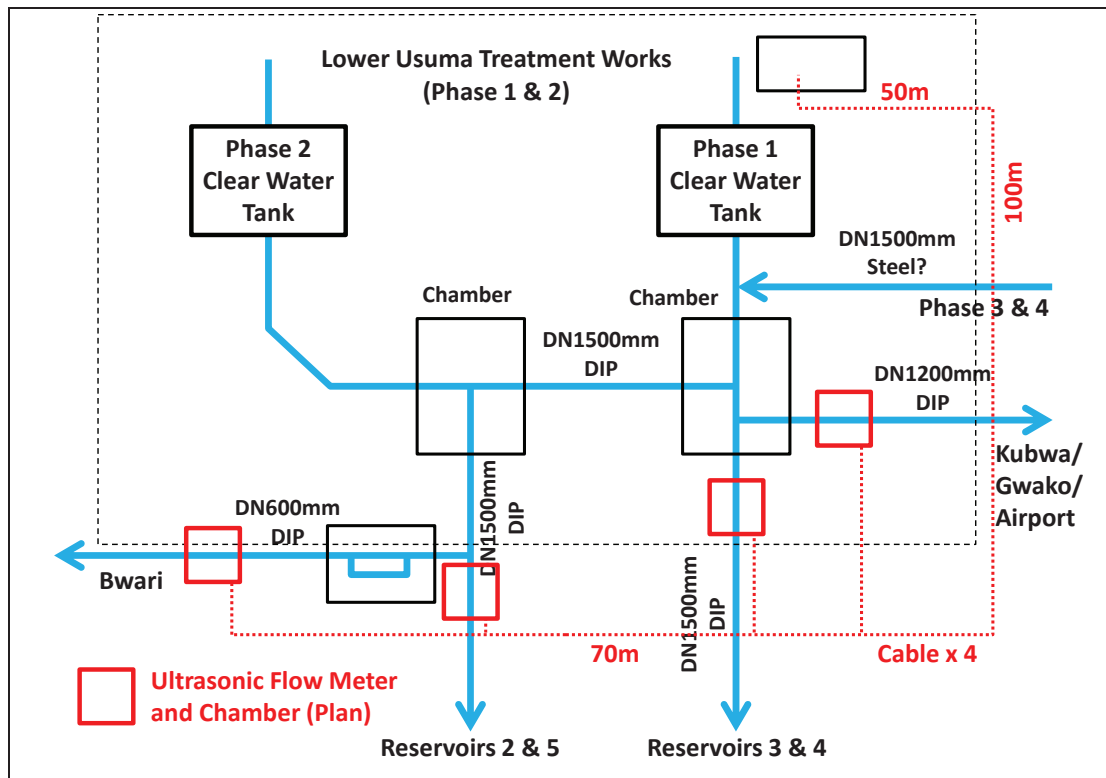 Lower Usuma Treatment Works
(Phase 1 & 2)
50m
Phase 2
Clear Water
Tank
Phase 1
Clear Water
Tank
100m
DN1500mm
Steel?
Phase 3 & 4
Chamber
Chamber
DN1500mm
DIP
DN1200mm
DIP
Kubwa/
Gwako/
Airport
DN600mm
DIP
DN1500mm
DIP
Bwari
DN1500mm
DIP
70m
Cable x 4
Ultrasonic Flow Meter
and Chamber (Plan)
Reservoirs 2 & 5
Reservoirs 3 & 4